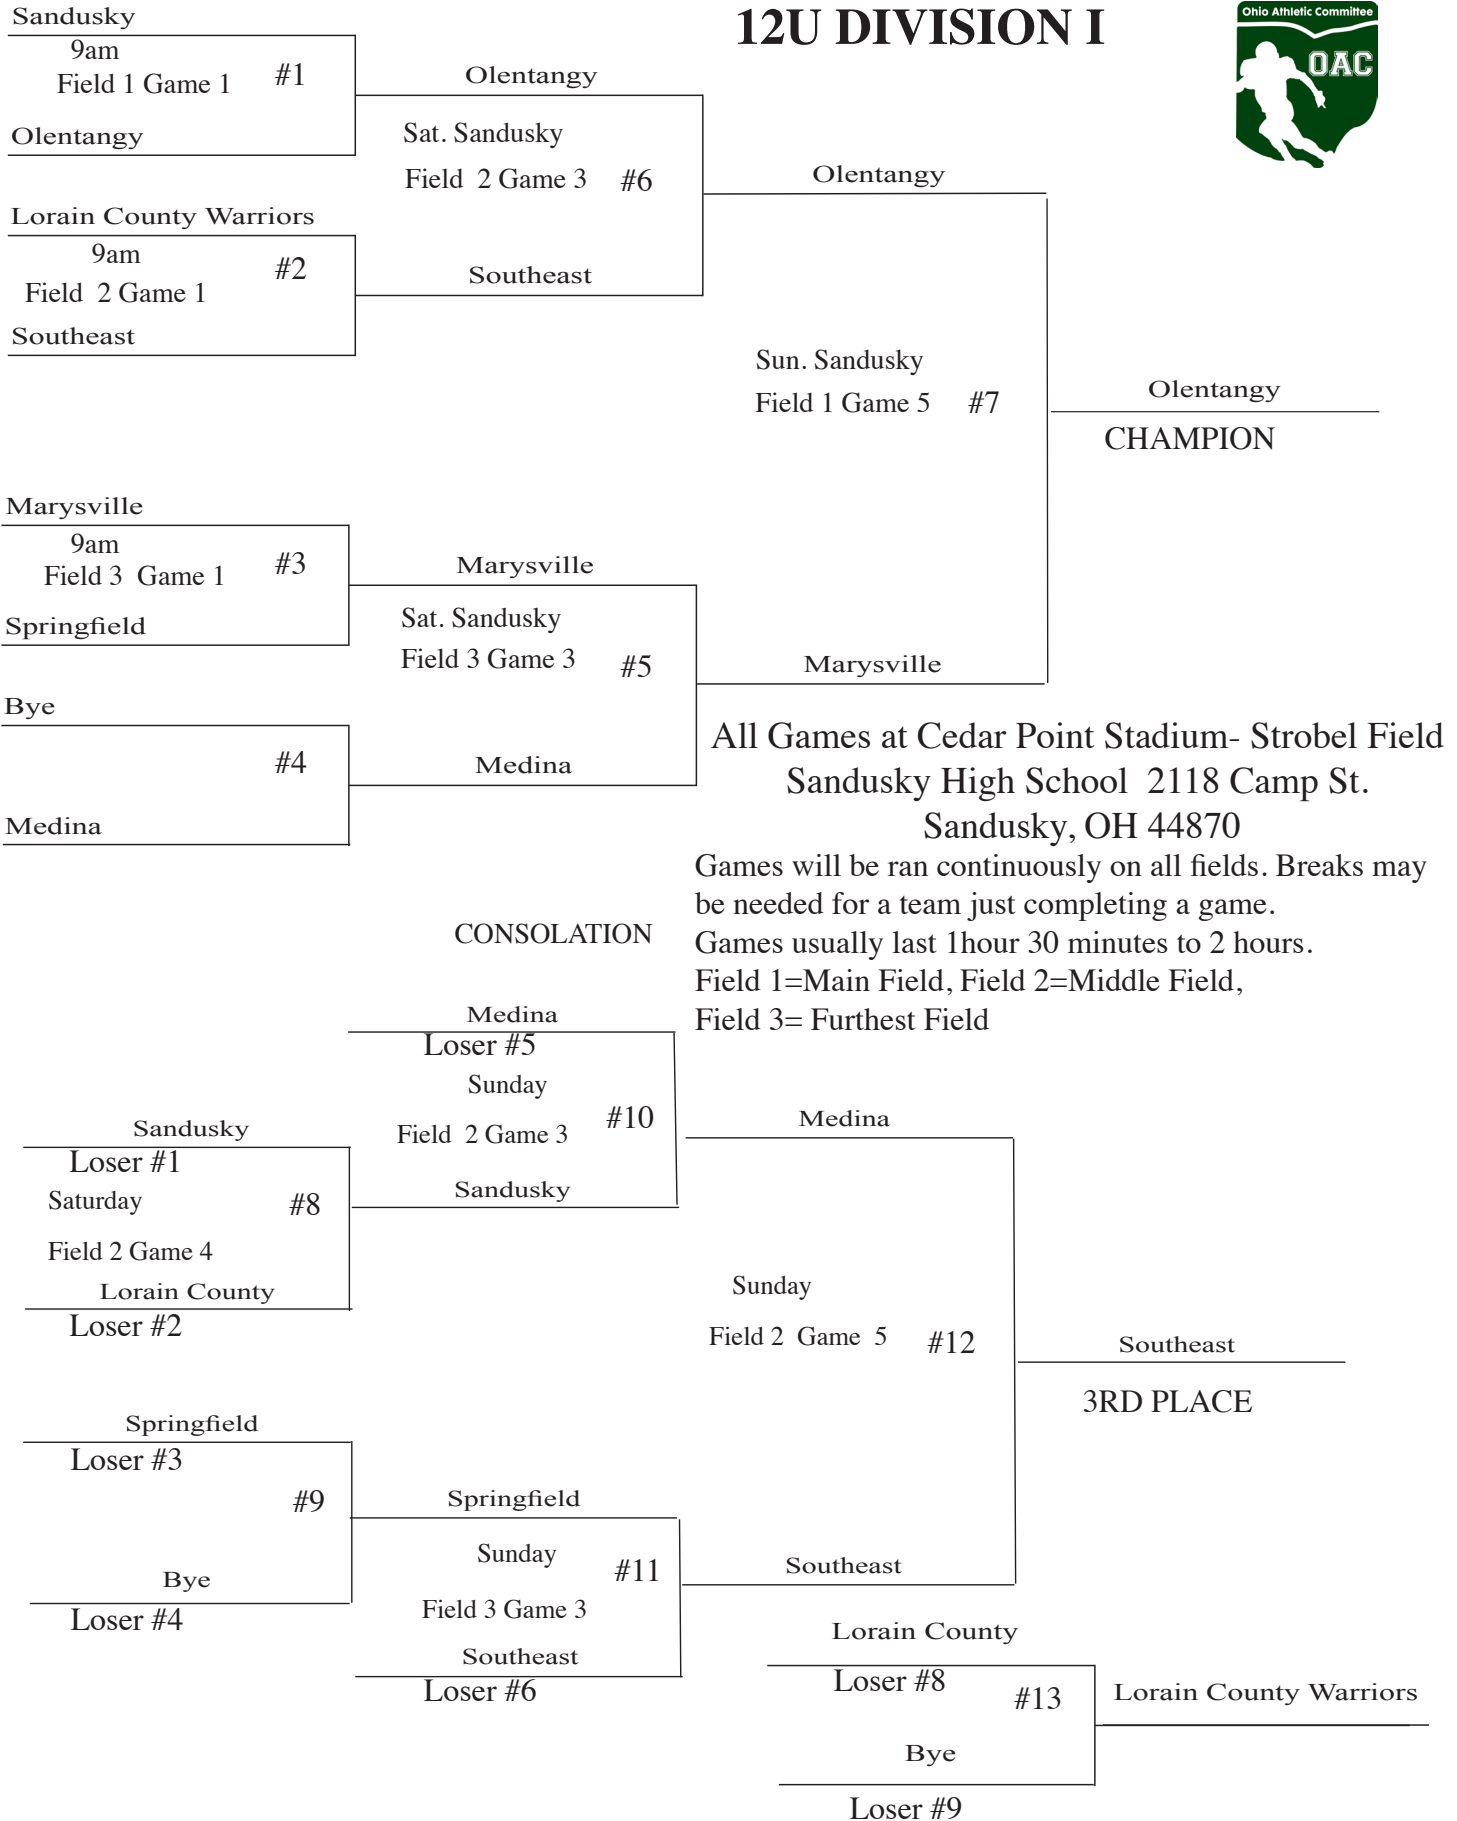 12U DIVISION I
Ohio Athletic Committee
OAC
Sandusky
9am
Field 1 Game 1
#1
Olentangy
Olentangy
Sat. Sandusky
Field 2 Game 3
#6
Lorain County Warriors
9am
Field 2 Game 1
#2
Southeast
Southeast
Olentangy
Sun. Sandusky
Field 1 Game 5
#7
Olentangy
CHAMPION
Marysville
9am
Field 3 Game 1
#3
Springfield
Marysville
Sat. Sandusky
Field 3 Game 3
#5
Marysville
Bye
#4
Medina
Medina
All Games at Cedar Point Stadium- Strobel Field
Sandusky High School 2118 Camp St.
Sandusky, OH 44870
Games will be ran continuously on all fields. Breaks may
be needed for a team just completing a game.
Games usually last 1hour 30 minutes to 2 hours.
Field 1=Main Field, Field 2=Middle Field,
Field 3= Furthest Field
CONSOLATION
Medina
Loser #5
Sunday
Field 2 Game 3
#10
Sandusky
Sandusky
Loser #1
Saturday
#8
Field 2 Game 4
Lorain County
Loser #2
Medina
Sunday
Field 2 Game 5
#12
Southeast
3RD PLACE
Springfield
Loser #3
#9
Bye
Loser #4
Springfield
Sunday
#11
Field 3 Game 3
Southeast
Loser #6
Southeast
Lorain County
Loser #8
#13
Lorain County Warriors
Bye
Loser #9